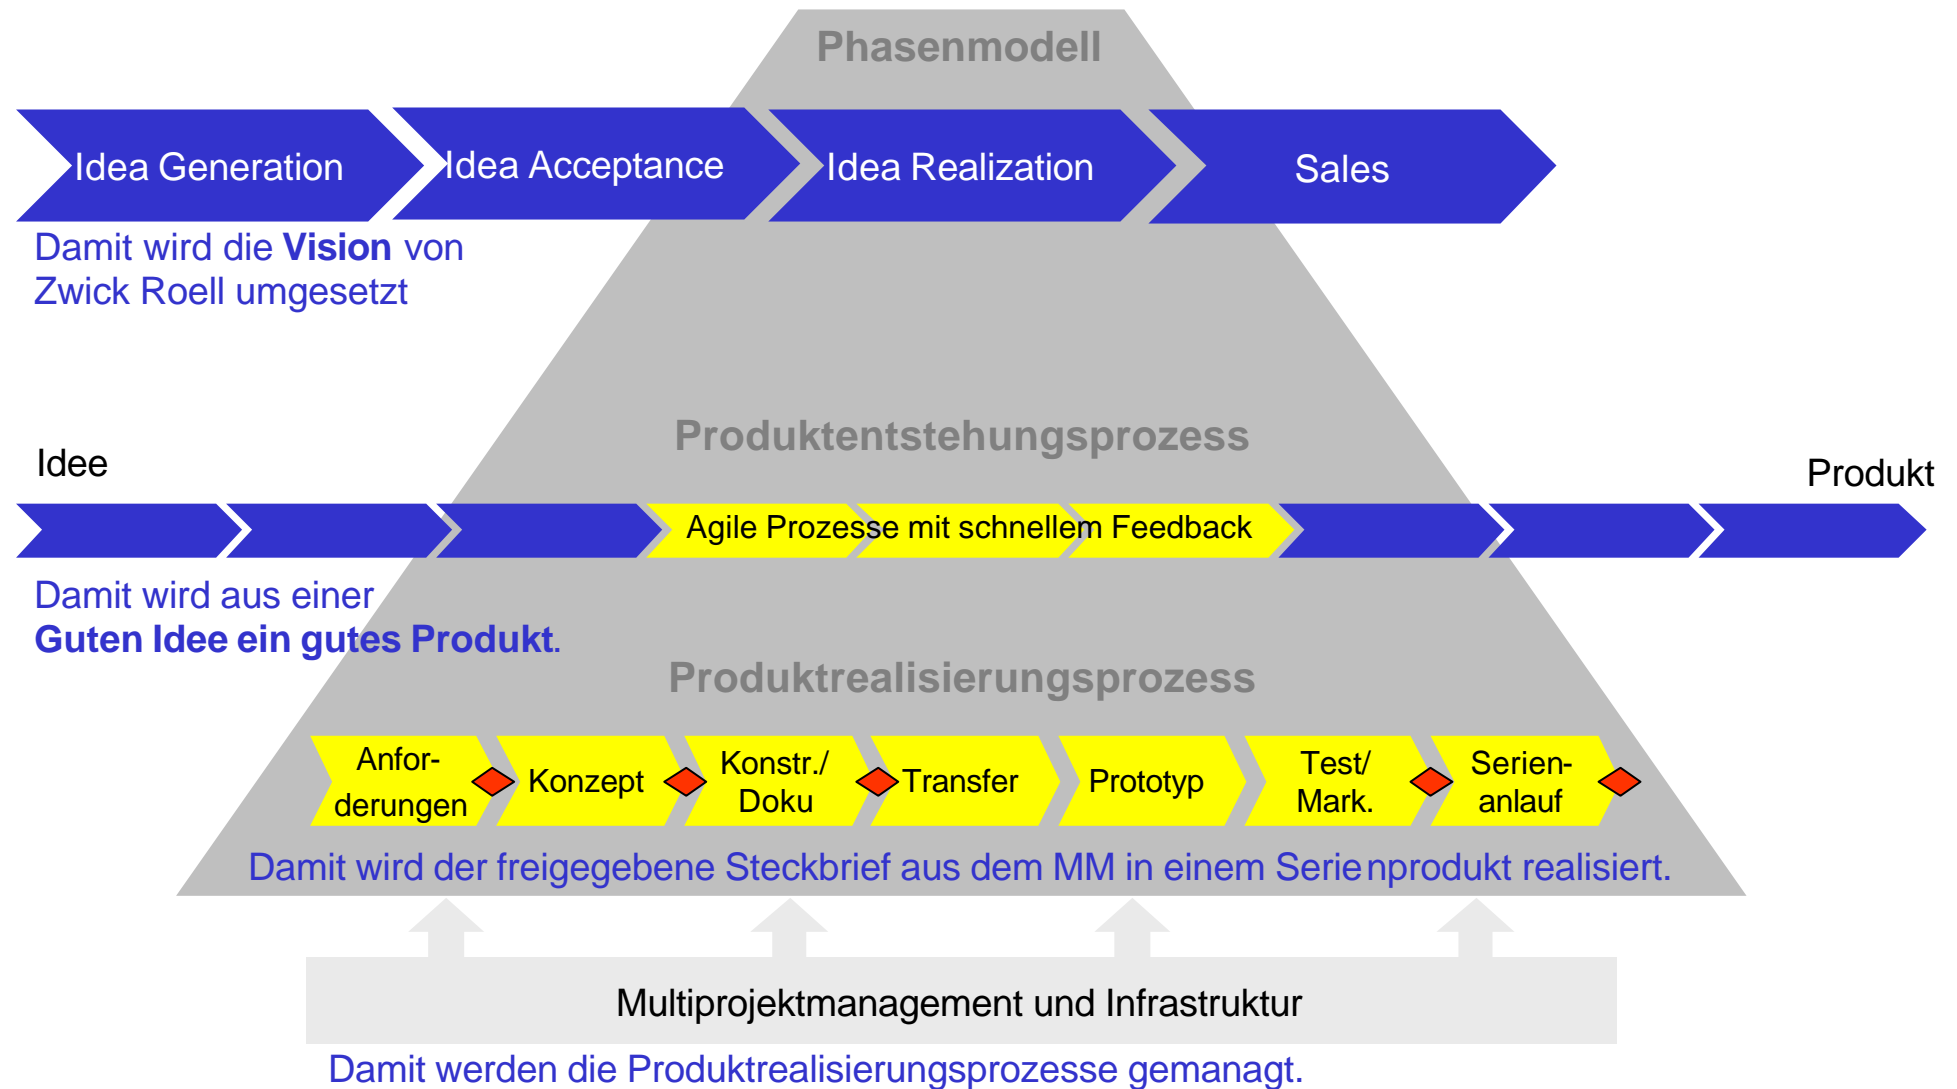 Phasenmodell
Idea Generation
Idea Acceptance
Idea Realization
Sales
Damit wird die Vision von
Zwick Roell umgesetzt
Produktentstehungsprozess
Idee
Produkt
Agile Prozesse mit schnellem Feedback
Damit wird aus einer
Guten Idee ein gutes Produkt.
Produktrealisierungsprozess
Anfor-
derungen
Konzept
Konstr./
Doku
Transfer
Prototyp
Test/
Mark.
Serien-
anlauf
Damit wird der freigegebene Steckbrief aus dem MM in einem Serienprodukt realisiert.
Multiprojektmanagement und Infrastruktur
Damit werden die Produktrealisierungsprozesse gemanagt.